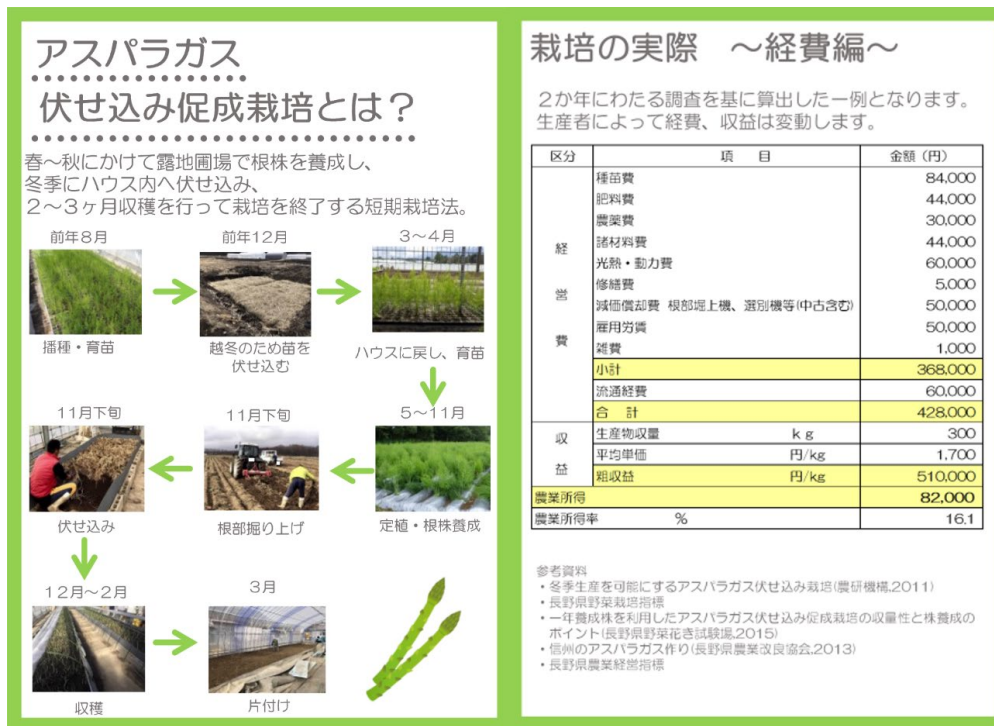 アスパラガス
伏せ込み促成栽培とは？
春～秋にかけて露地圃場で根株を養成し、
冬季にハウス内へ伏せ込み、
２～３ヶ月収穫を行って栽培を終了する短期栽培法。
前年８月
前年12月
３～４月
播種・育苗
越冬のため苗を
伏せ込む
ハウスに戻し、育苗
11月下旬
11月下旬
５～11月
伏せ込み
根部掘り上げ
定植・根株養成
12月～２月
３月
収穫
片付け
栽培の実際　～経費編～
２か年にわたる調査を基に算出した一例となります。
生産者によって経費、収益は変動します。
区分 項　目 金額（円）
経営費
種苗費 84,000
肥料費 44,000
農薬費 30,000
諸材料費 44,000
光熱・動力費 60,000
修繕費 5,000
減価償却費 根部堀上機、選別機等(中古含む) 50,000
雇用労賃 50,000
雑費 1,000
小計 368,000
流通経費 60,000
合　計 428,000
収益
生産物収量 ｋｇ 300
平均単価 円/kg 1,700
粗収益 円/kg 510,000
農業所得 82,000
農業所得率 ％ 16.1
参考資料
・冬季生産を可能にするアスパラガス伏せ込み栽培(農研機構,2011)
・長野県野菜栽培指標
・一年養成株を利用したアスパラガス伏せ込み促成栽培の収量性と株養成の
ポイント(長野県野菜花き試験場,2015)
・信州のアスパラガス作り(長野県農業改良協会,2013)
・長野県農業経営指標